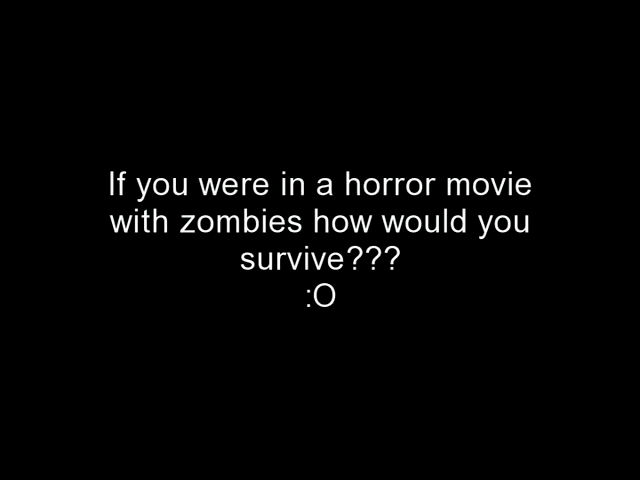 If you were in a horror movie
with zombies how would you
survive???
:O